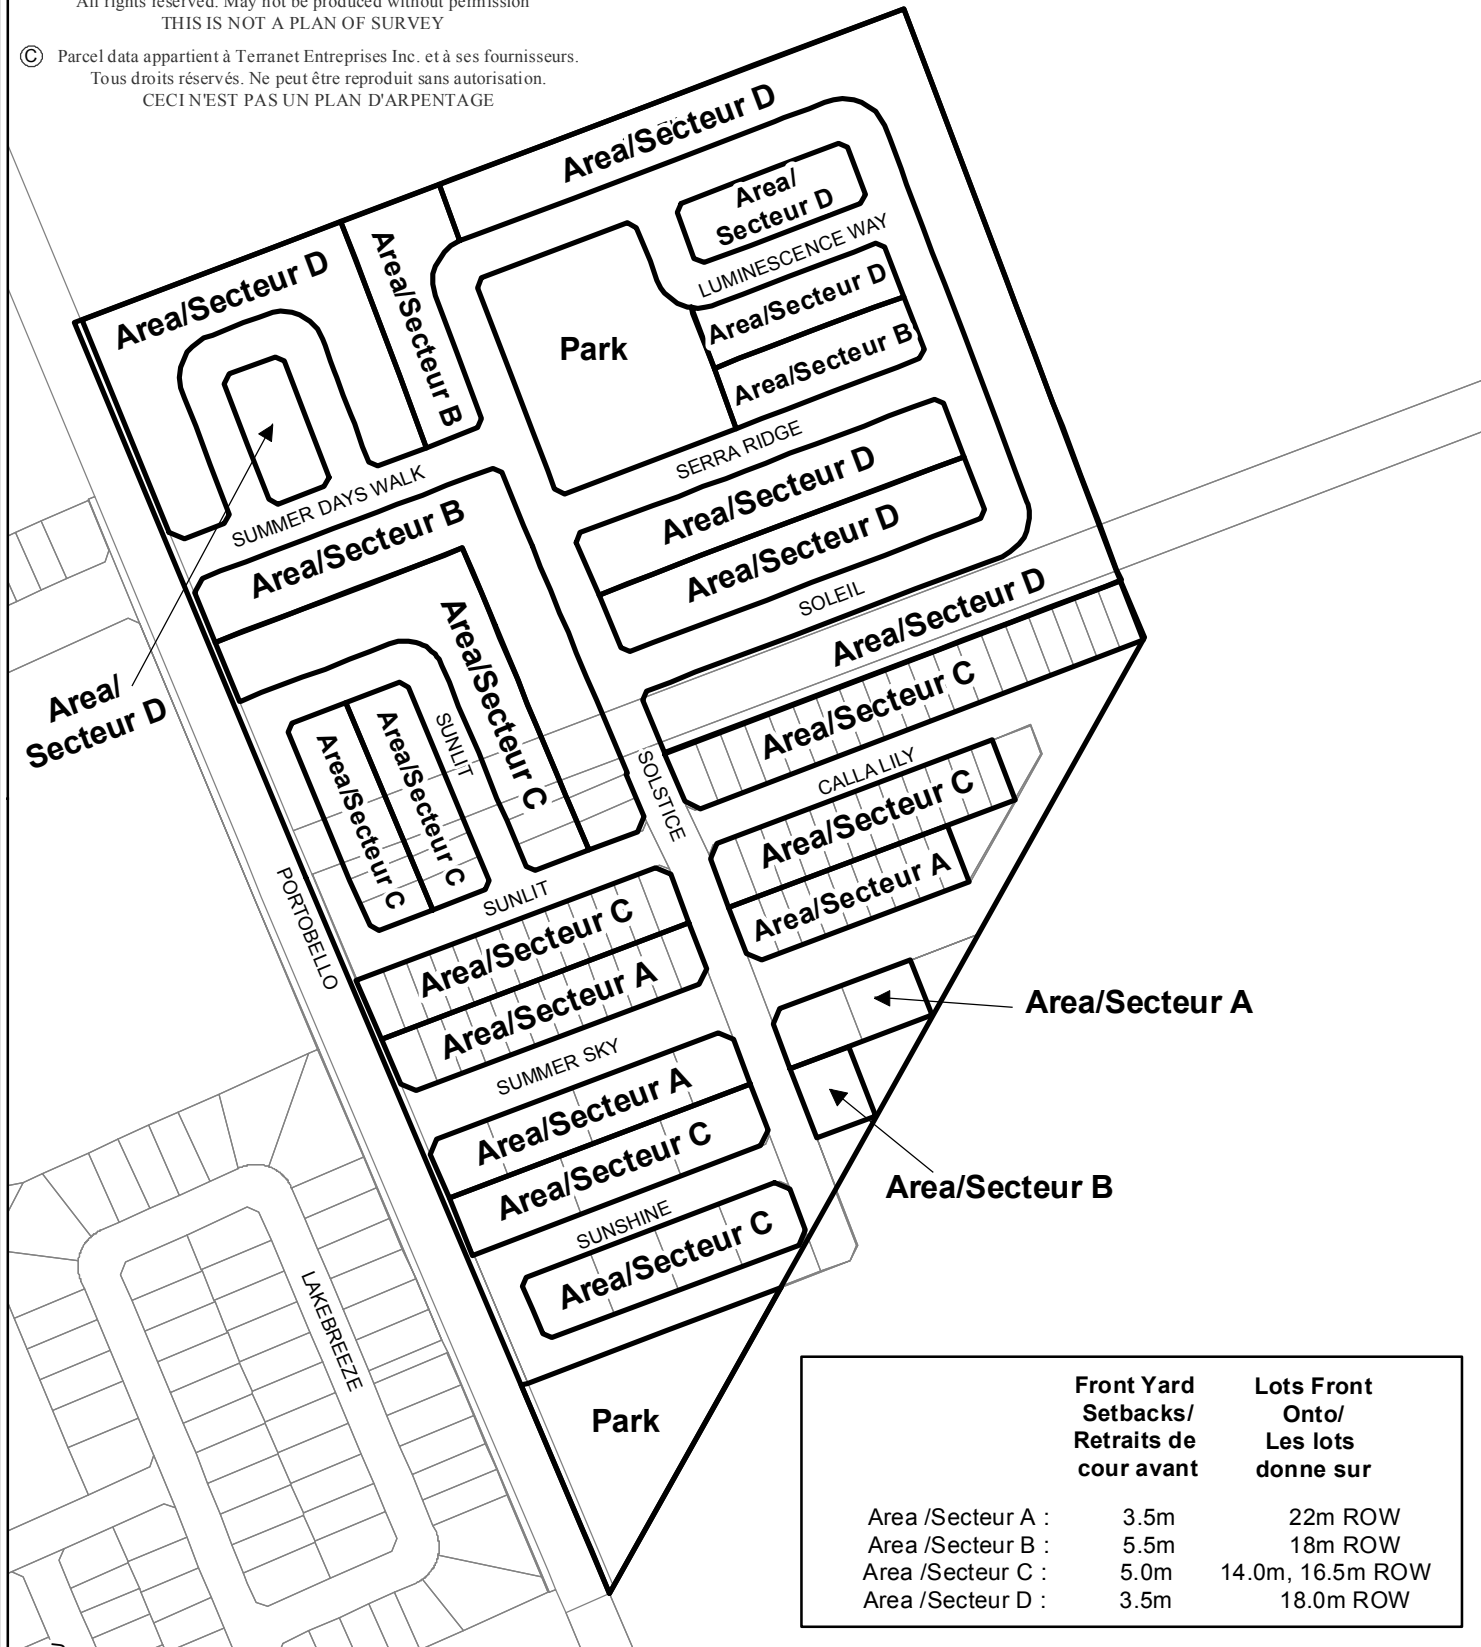 All rights reserved. May not be produced without permission
THIS IS NOT A PLAN OF SURVEY
© Parcel data appartient à Terranet Entreprises Inc. et à ses fournisseurs.
Tous droits réservés. Ne peut être reproduit sans autorisation.
CECI N'EST PAS UN PLAN D'ARPENTAGE
Area/Secteur D
Area/
Secteur D
LUMINESCENCE WAY
Area/Secteur D
Area/Secteur B
Area/Secteur D
Area/Secteur B
Park
SERRA RIDGE
Area/Secteur D
Area/Secteur D
SOLEIL
Area/Secteur D
SUMMER DAYS WALK
Area/Secteur B
Area/
Secteur D
Area/Secteur C
SUNLIT
Area/Secteur C
Area/Secteur C
SOLSTICE
Area/Secteur C
CALLA LILY
Area/Secteur C
Area/Secteur A
PORTOBELLO
SUNLIT
Area/Secteur C
Area/Secteur A
Area/Secteur A
SUMMER SKY
Area/Secteur A
Area/Secteur C
Area/Secteur B
SUNSHINE
Area/Secteur C
LAKEBREEZE
Park
Front Yard
Setbacks/
Retraits de
cour avant
Lots Front
Onto/
Les lots
donne sur
Area /Secteur A : 3.5m 22m ROW
Area /Secteur B : 5.5m 18m ROW
Area /Secteur C : 5.0m 14.0m, 16.5m ROW
Area /Secteur D : 3.5m 18.0m ROW